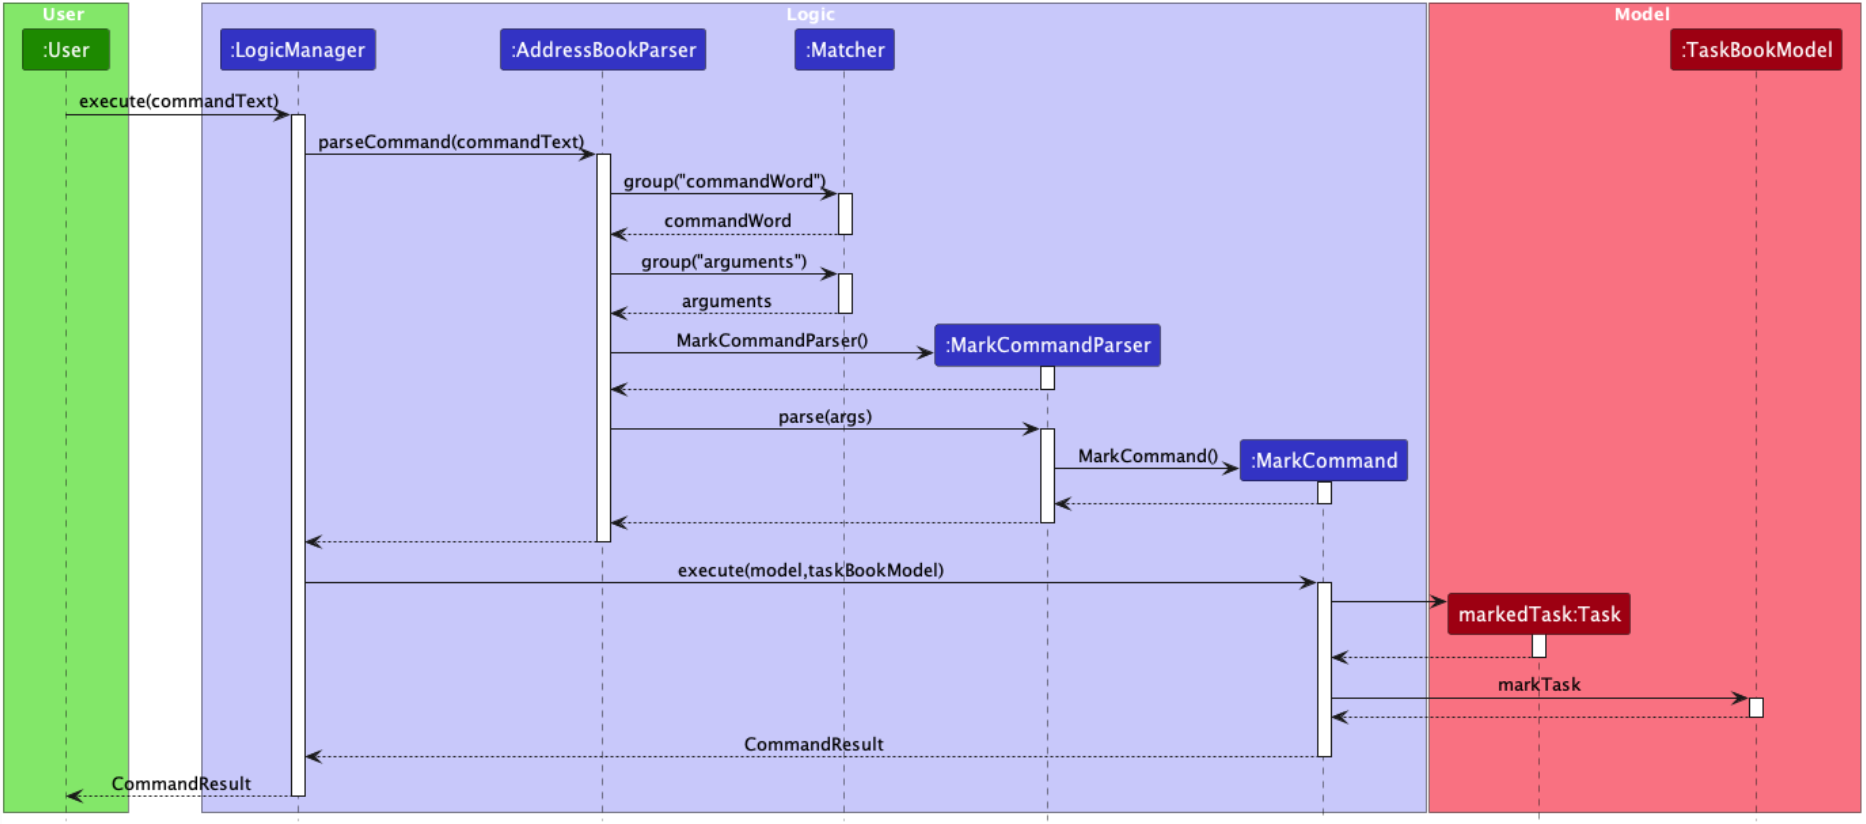 User
Logic
Model
:User
:LogicManager
:AddressBookParser
:Matcher
:TaskBookModel
execute(commandText)
parseCommand(commandText)
group("commandWord")
commandWord
group("arguments")
arguments
MarkCommandParser()
:MarkCommandParser
parse(args)
MarkCommand()
:MarkCommand
execute(model,taskBookModel)
markedTask:Task
markTask
CommandResult
CommandResult